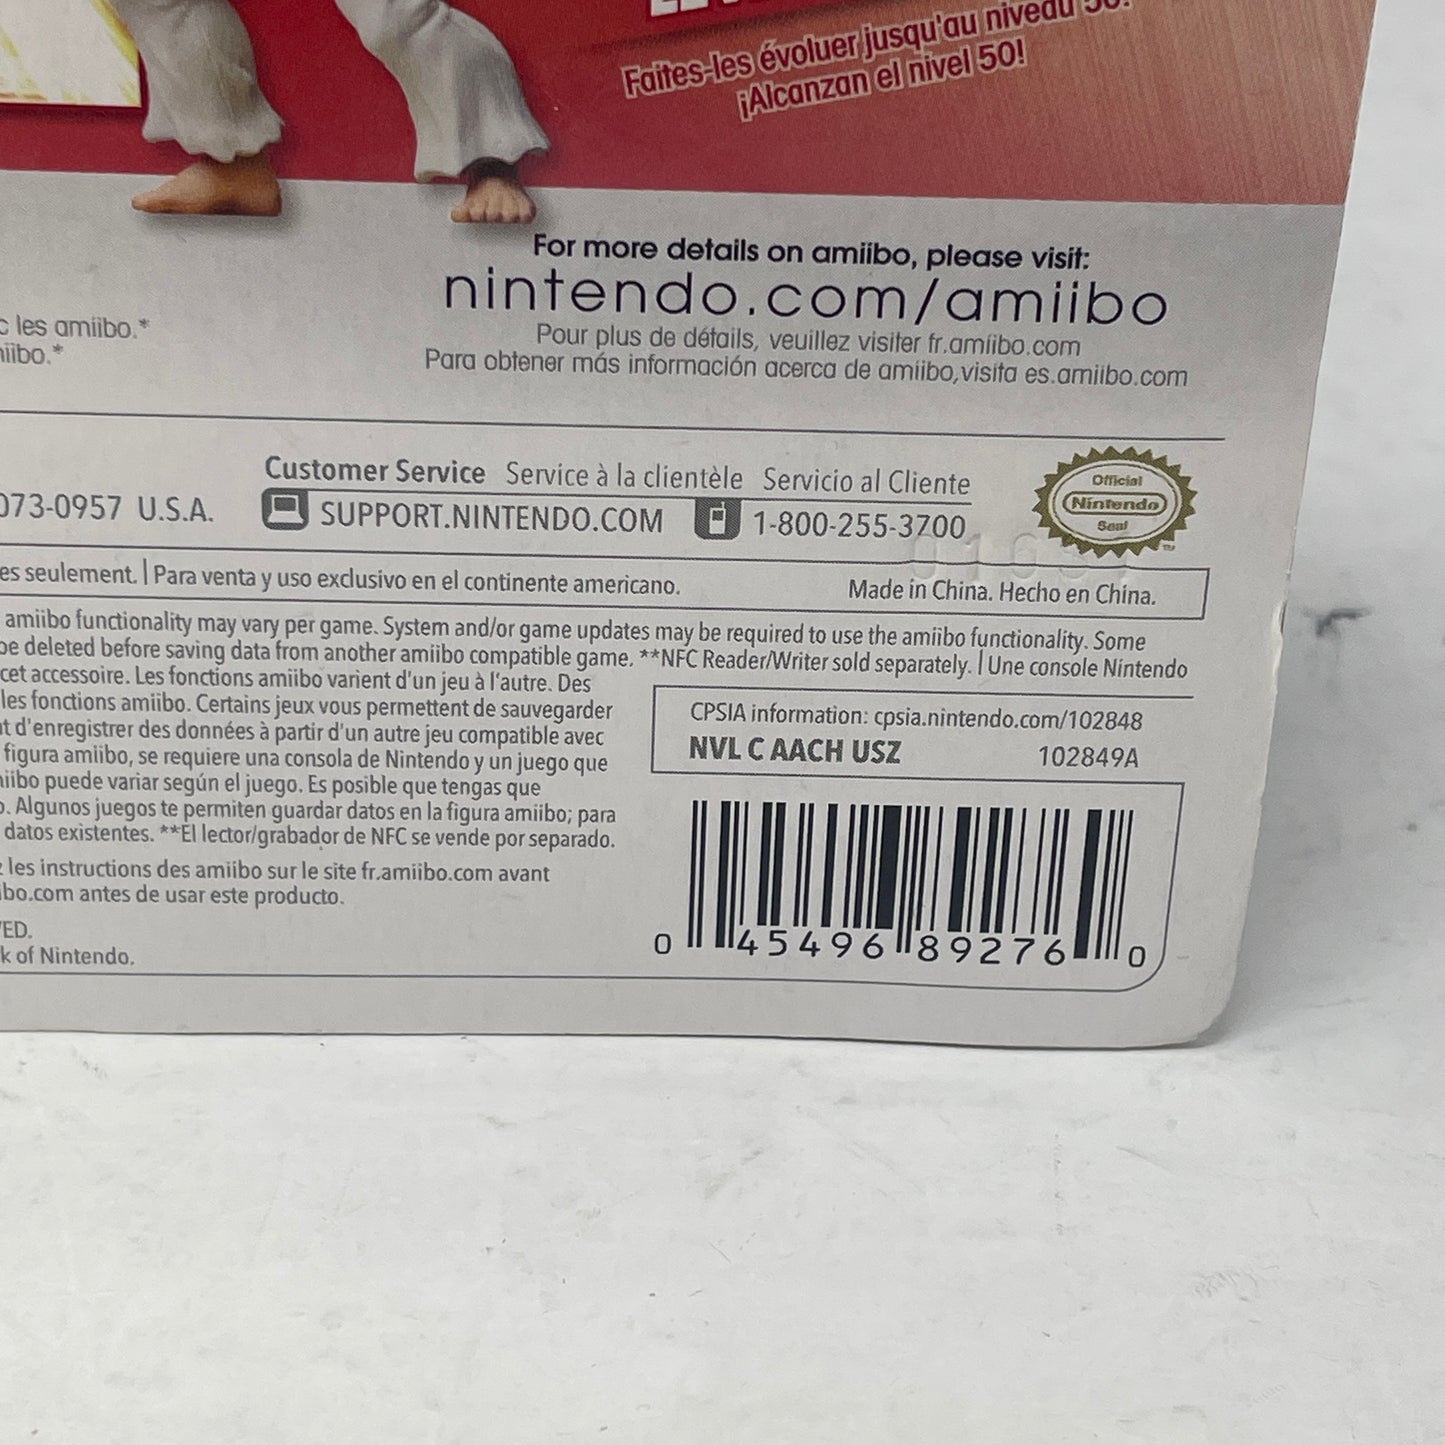 Faites-les évoluer jusqu'au niveau 50!
¡Alcanzan el nivel 50!
For more details on amiibo, please visit:
nintendo.com/amiibo
les amiibo.*
Pour plus de détails, veuillez visiter fr.amiibo.com
Para obtener más información acerca de amiibo, visita es.amiibo.com
Customer Service Service à la clientèle Servicio al Cliente
073-0957 U.S.A.
SUPPORT.NINTENDO.COM 1-800-255-3700
Official
Nintendo
Seal
TM
es seulement. | Para venta y uso exclusivo en el continente americano.
Made in China. Hecho en China.
amiibo functionality may vary per game. System and/or game updates may be required to use the amiibo functionality. Some
be deleted before saving data from another amiibo compatible game. **NFC Reader/Writer sold separately. | Une console Nintendo
cet accessoire. Les fonctions amiibo varient d'un jeu à l'autre. Des
les fonctions amiibo. Certains jeux vous permettent de sauvegarder
t d'enregistrer des données à partir d'un autre jeu compatible avec
figura amiibo, se requiere una consola de Nintendo y un juego que
iibo puede variar según el juego. Es posible que tengas que
o. Algunos juegos te permiten guardar datos en la figura amiibo; para
datos existentes. **El lector/grabador de NFC se vende por separado.
les instructions des amiibo sur le site fr.amiibo.com avant
ibo.com antes de usar este producto.
ED.
k of Nintendo.
CPSIA information: cpsia.nintendo.com/102848
NVL C AACH USZ 102849A
0 45496 89276 0